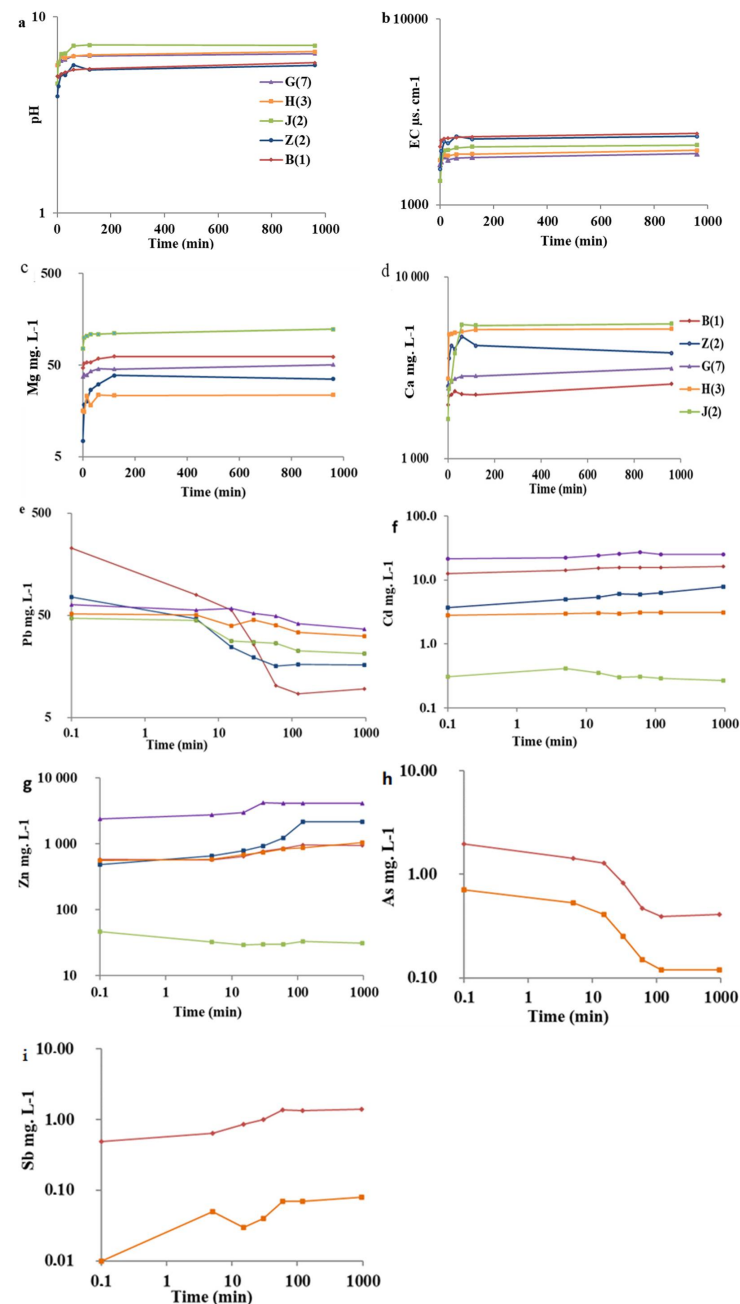 a
10
1
pH
G(7)
H(3)
J(2)
Z(2)
B(1)
0 200 400 600 800 1000
Time (min)
b
10000
1000
EC µs. cm-1
0 200 400 600 800 1000
Time (min)
c
500
50
5
Mg mg. L-1
0 200 400 600 800 1000
Time (min)
d
10 000
1 000
Ca mg. L-1
B(1)
Z(2)
G(7)
H(3)
J(2)
0 200 400 600 800 1000
Time (min)
e
500
50
5
Pb mg. L-1
0.1 1 10 100 1000
Time (min)
f
100.0
10.0
1.0
0.1
Cd mg. L-1
0.1 1 10 100 1000
Time (min)
g
10 000
1 000
100
10
Zn mg. L-1
0.1 1 10 100 1000
Time (min)
h
10.00
1.00
0.10
As mg. L-1
0.1 1 10 100 1000
Time (min)
i
10.00
1.00
0.10
0.01
Sb mg. L-1
0.1 1 10 100 1000
Time (min)